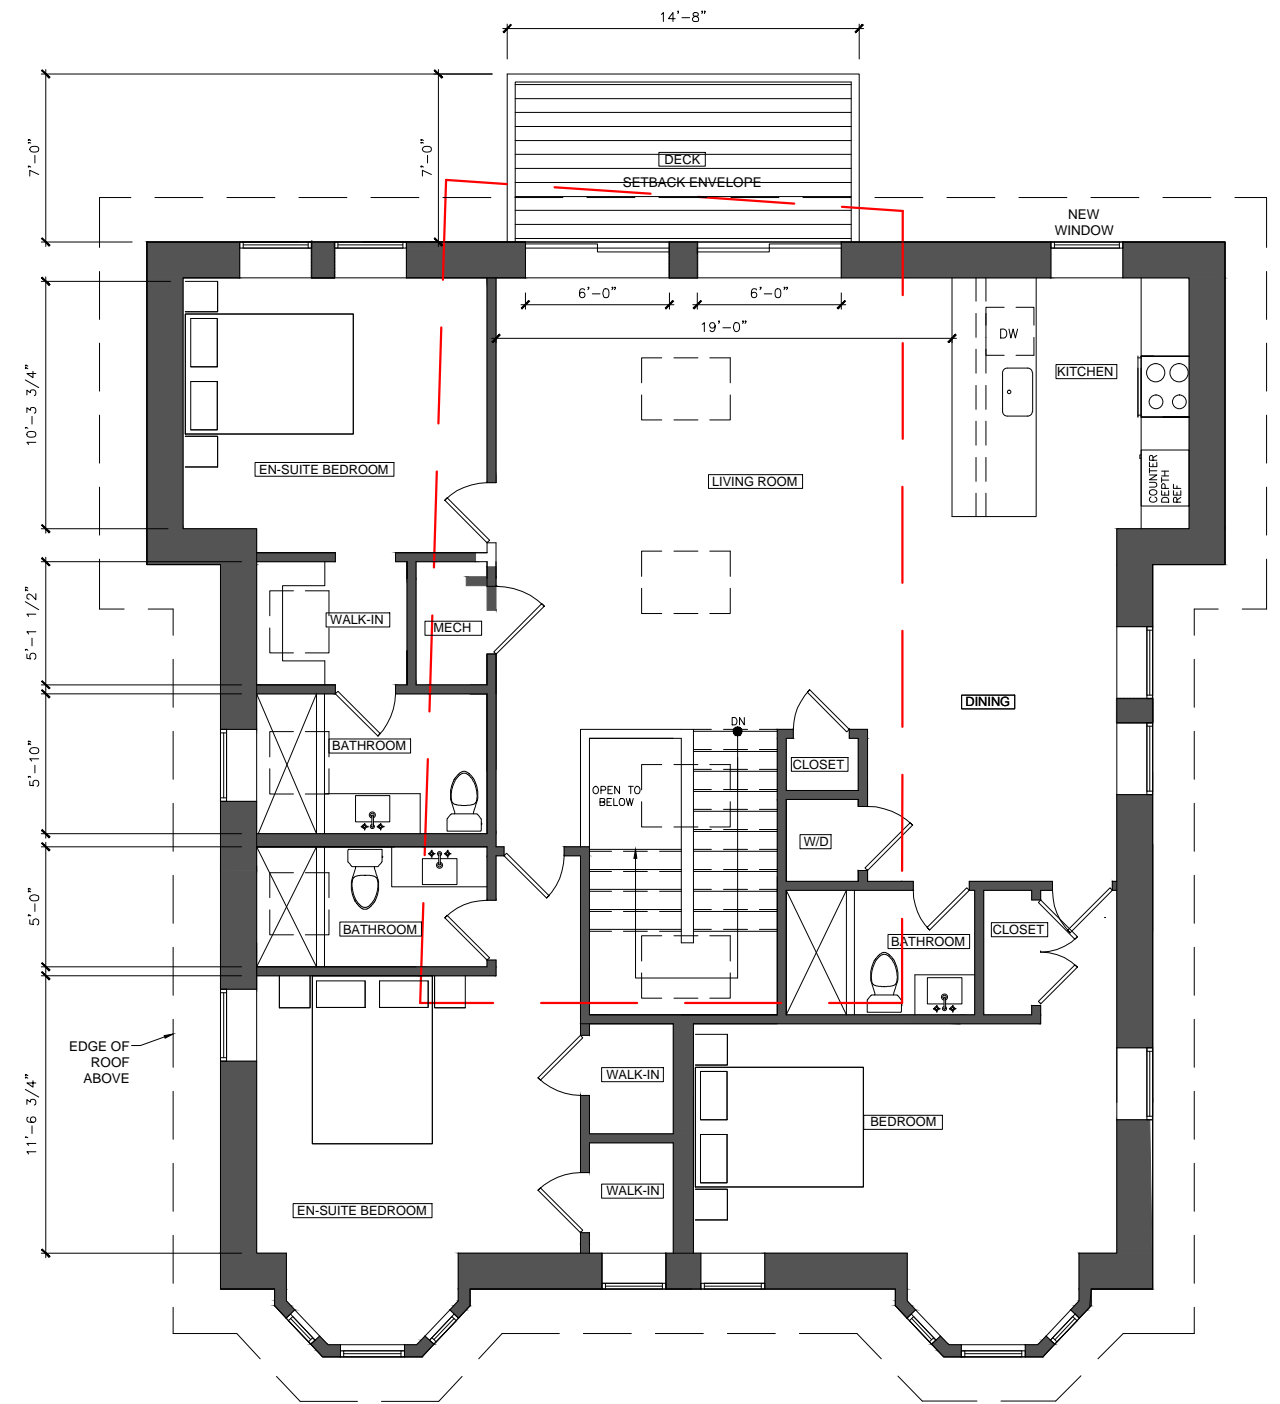 14'-8"
7'-0"
7'-0"
DECK
SETBACK ENVELOPE
NEW
WINDOW
6'-0"
6'-0"
19'-0"
DW
KITCHEN
10'-3 3/4"
EN-SUITE BEDROOM
LIVING ROOM
COUNTER
DEPTH
REF
5'-1 1/2"
WALK-IN
MECH
DINING
DN
BATHROOM
CLOSET
5'-10"
OPEN TO
BELOW
W/D
5'-0"
BATHROOM
BATHROOM
CLOSET
EDGE OF
ROOF
ABOVE
WALK-IN
11'-6 3/4"
BEDROOM
WALK-IN
EN-SUITE BEDROOM